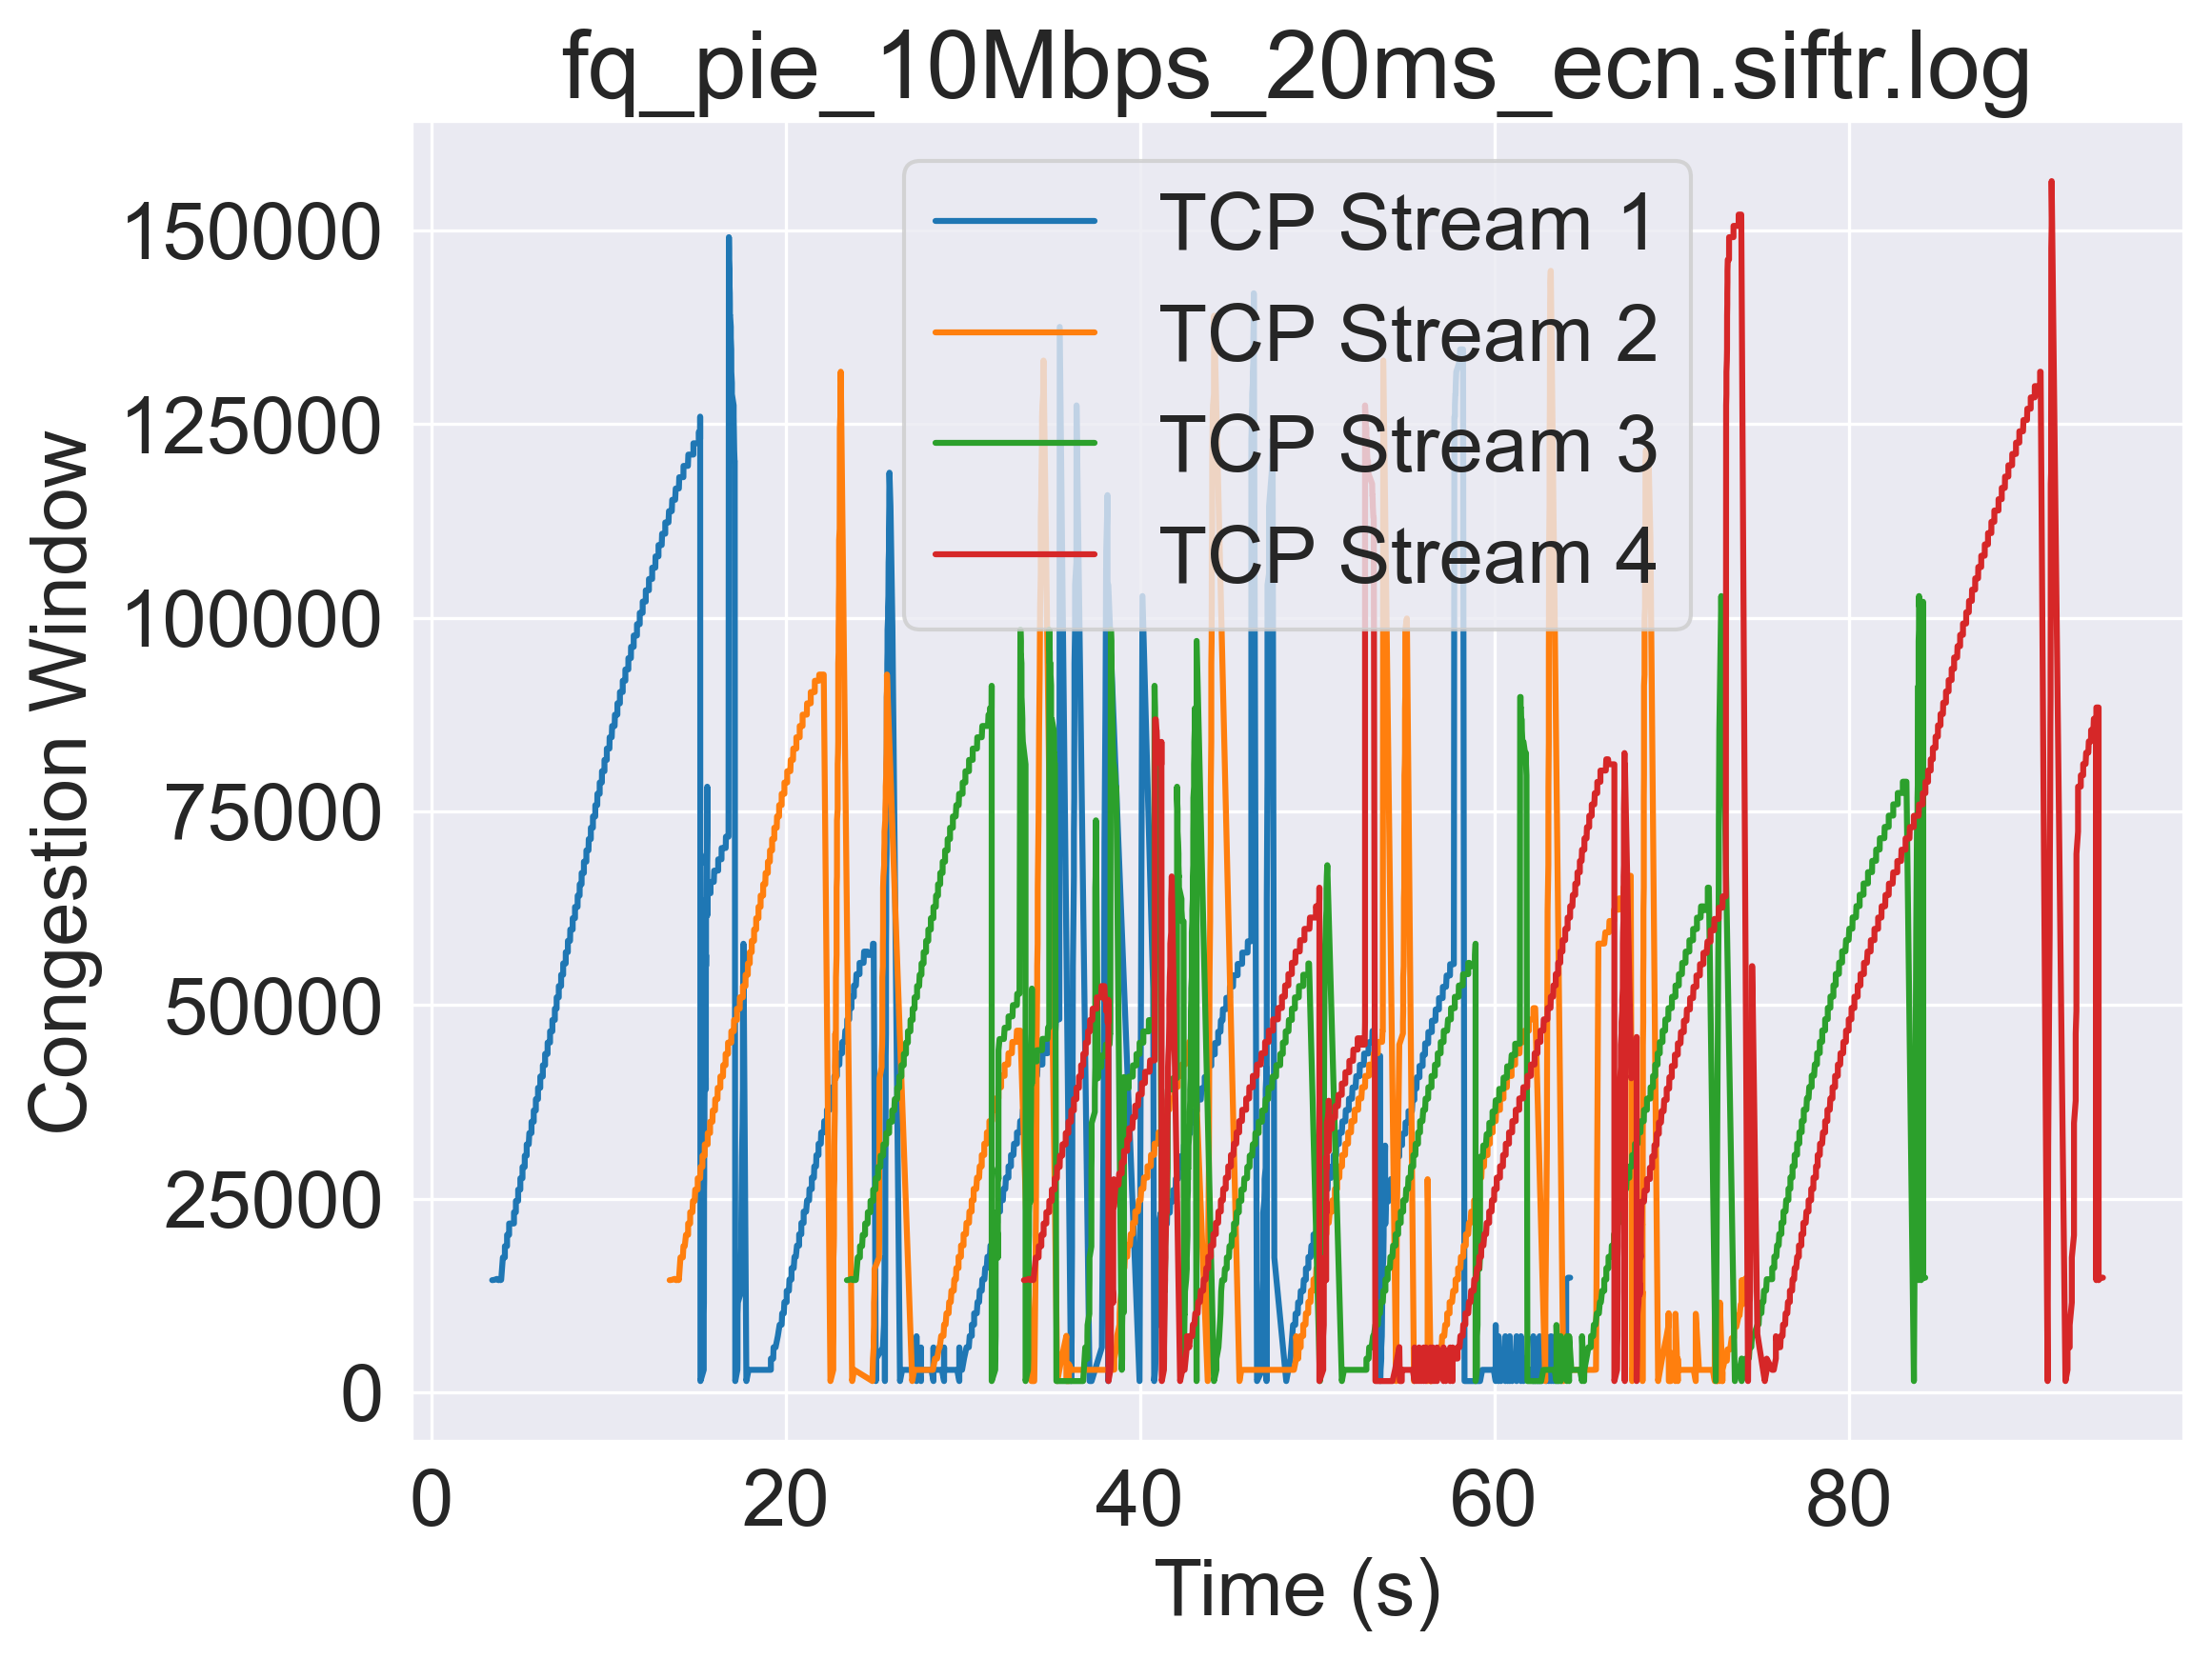 fq_pie_10Mbps_20ms_ecn.siftr.log
Congestion Window
150000
125000
100000
75000
50000
25000
0
TCP Stream 1
TCP Stream 2
TCP Stream 3
TCP Stream 4
0 20 40 60 80
Time (s)